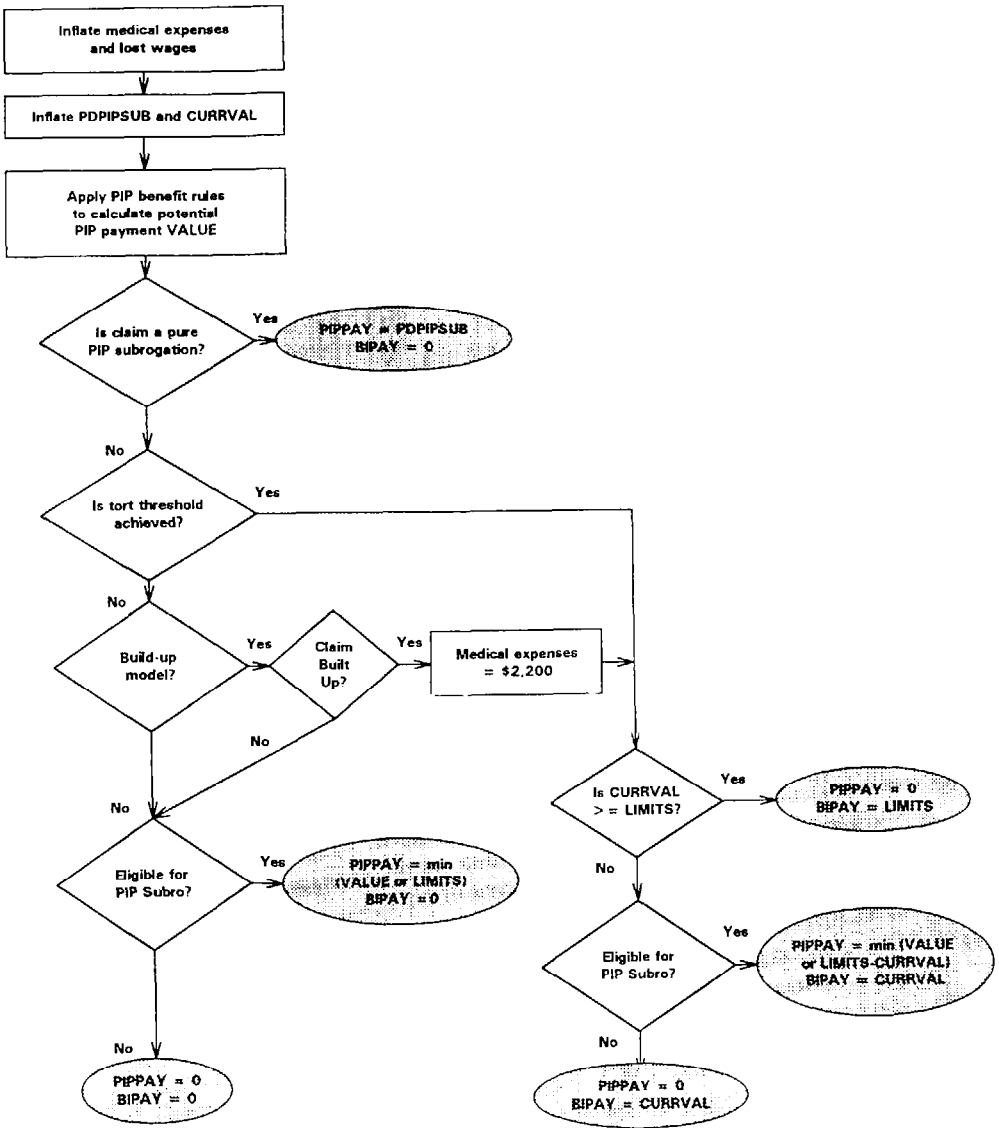 Inflate medical expenses
and lost wages
Inflate PDPIPSUB and CURRVAL
Apply PIP benefit rules
to calculate potential
PIP payment VALUE
Is claim a pure
PIP subrogation?
Yes
PIPPAY = PDPIPSUB
BIPAY = 0
No
Is tort threshold
achieved?
Yes
No
Build-up
model?
Yes
Claim
Built
Up?
Yes
Medical expenses
= $2,200
No
No
Is CURRVAL
> = LIMITS?
Yes
PIPPAY = 0
BIPAY = LIMITS
Eligible for
PIP Subro?
Yes
PIPPAY = min
(VALUE or LIMITS)
BIPAY = 0
No
Eligible for
PIP Subro?
Yes
PIPPAY = min (VALUE
or LIMITS-CURRVAL)
BIPAY = CURRVAL
No
PIPPAY = 0
BIPAY = 0
No
PIPPAY = 0
BIPAY = CURRVAL